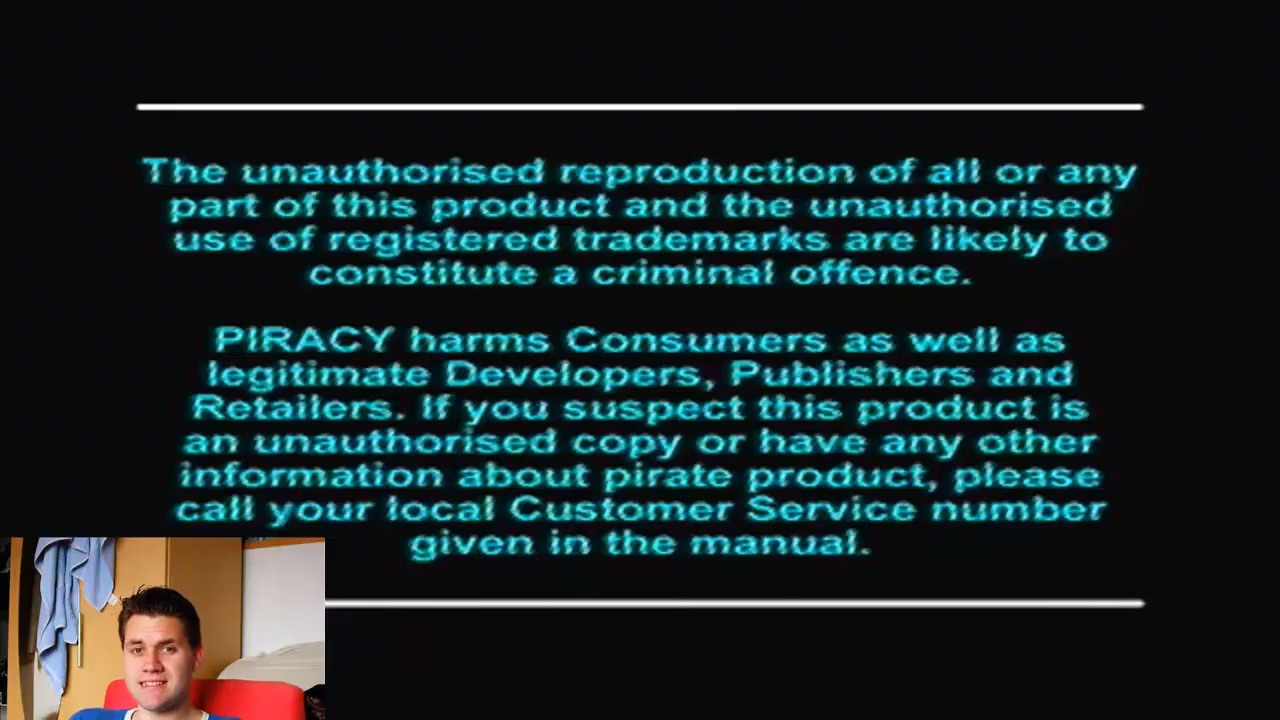 The unauthorised reproduction of all or any
part of this product and the unauthorised
use of registered trademarks are likely to
constitute a criminal offence.
PIRACY harms Consumers as well as
legitimate Developers, Publishers and
Retailers. If you suspect this product is
an unauthorised copy or have any other
information about pirate product, please
call your local Customer Service number
given in the manual.